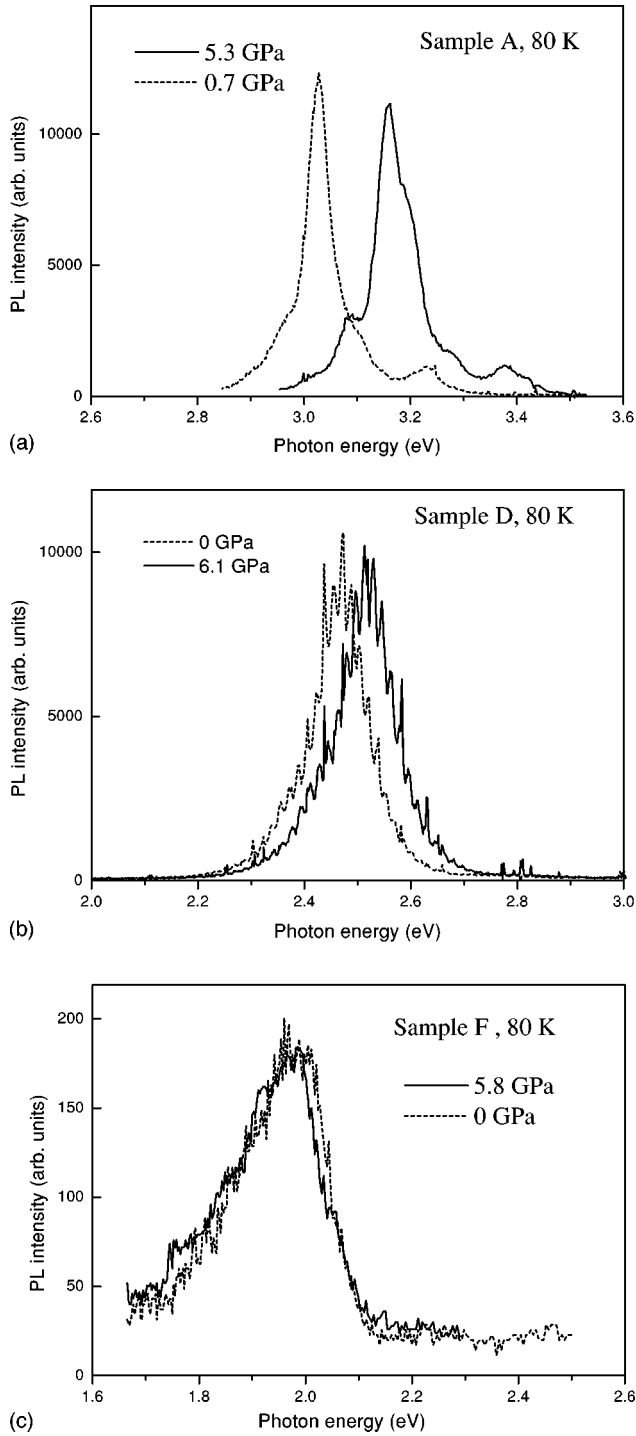 Sample A, 80 K
5.3 GPa
0.7 GPa
PL intensity (arb. units)
10000
5000
0
2.6 2.8 3.0 3.2 3.4 3.6
(a)
Photon energy (eV)
Sample D, 80 K
0 GPa
6.1 GPa
PL intensity (arb. units)
10000
5000
0
2.0 2.2 2.4 2.6 2.8 3.0
(b)
Photon energy (eV)
Sample F , 80 K
5.8 GPa
0 GPa
PL intensity (arb. units)
200
150
100
50
0
1.6 1.8 2.0 2.2 2.4 2.6
(c)
Photon energy (eV)